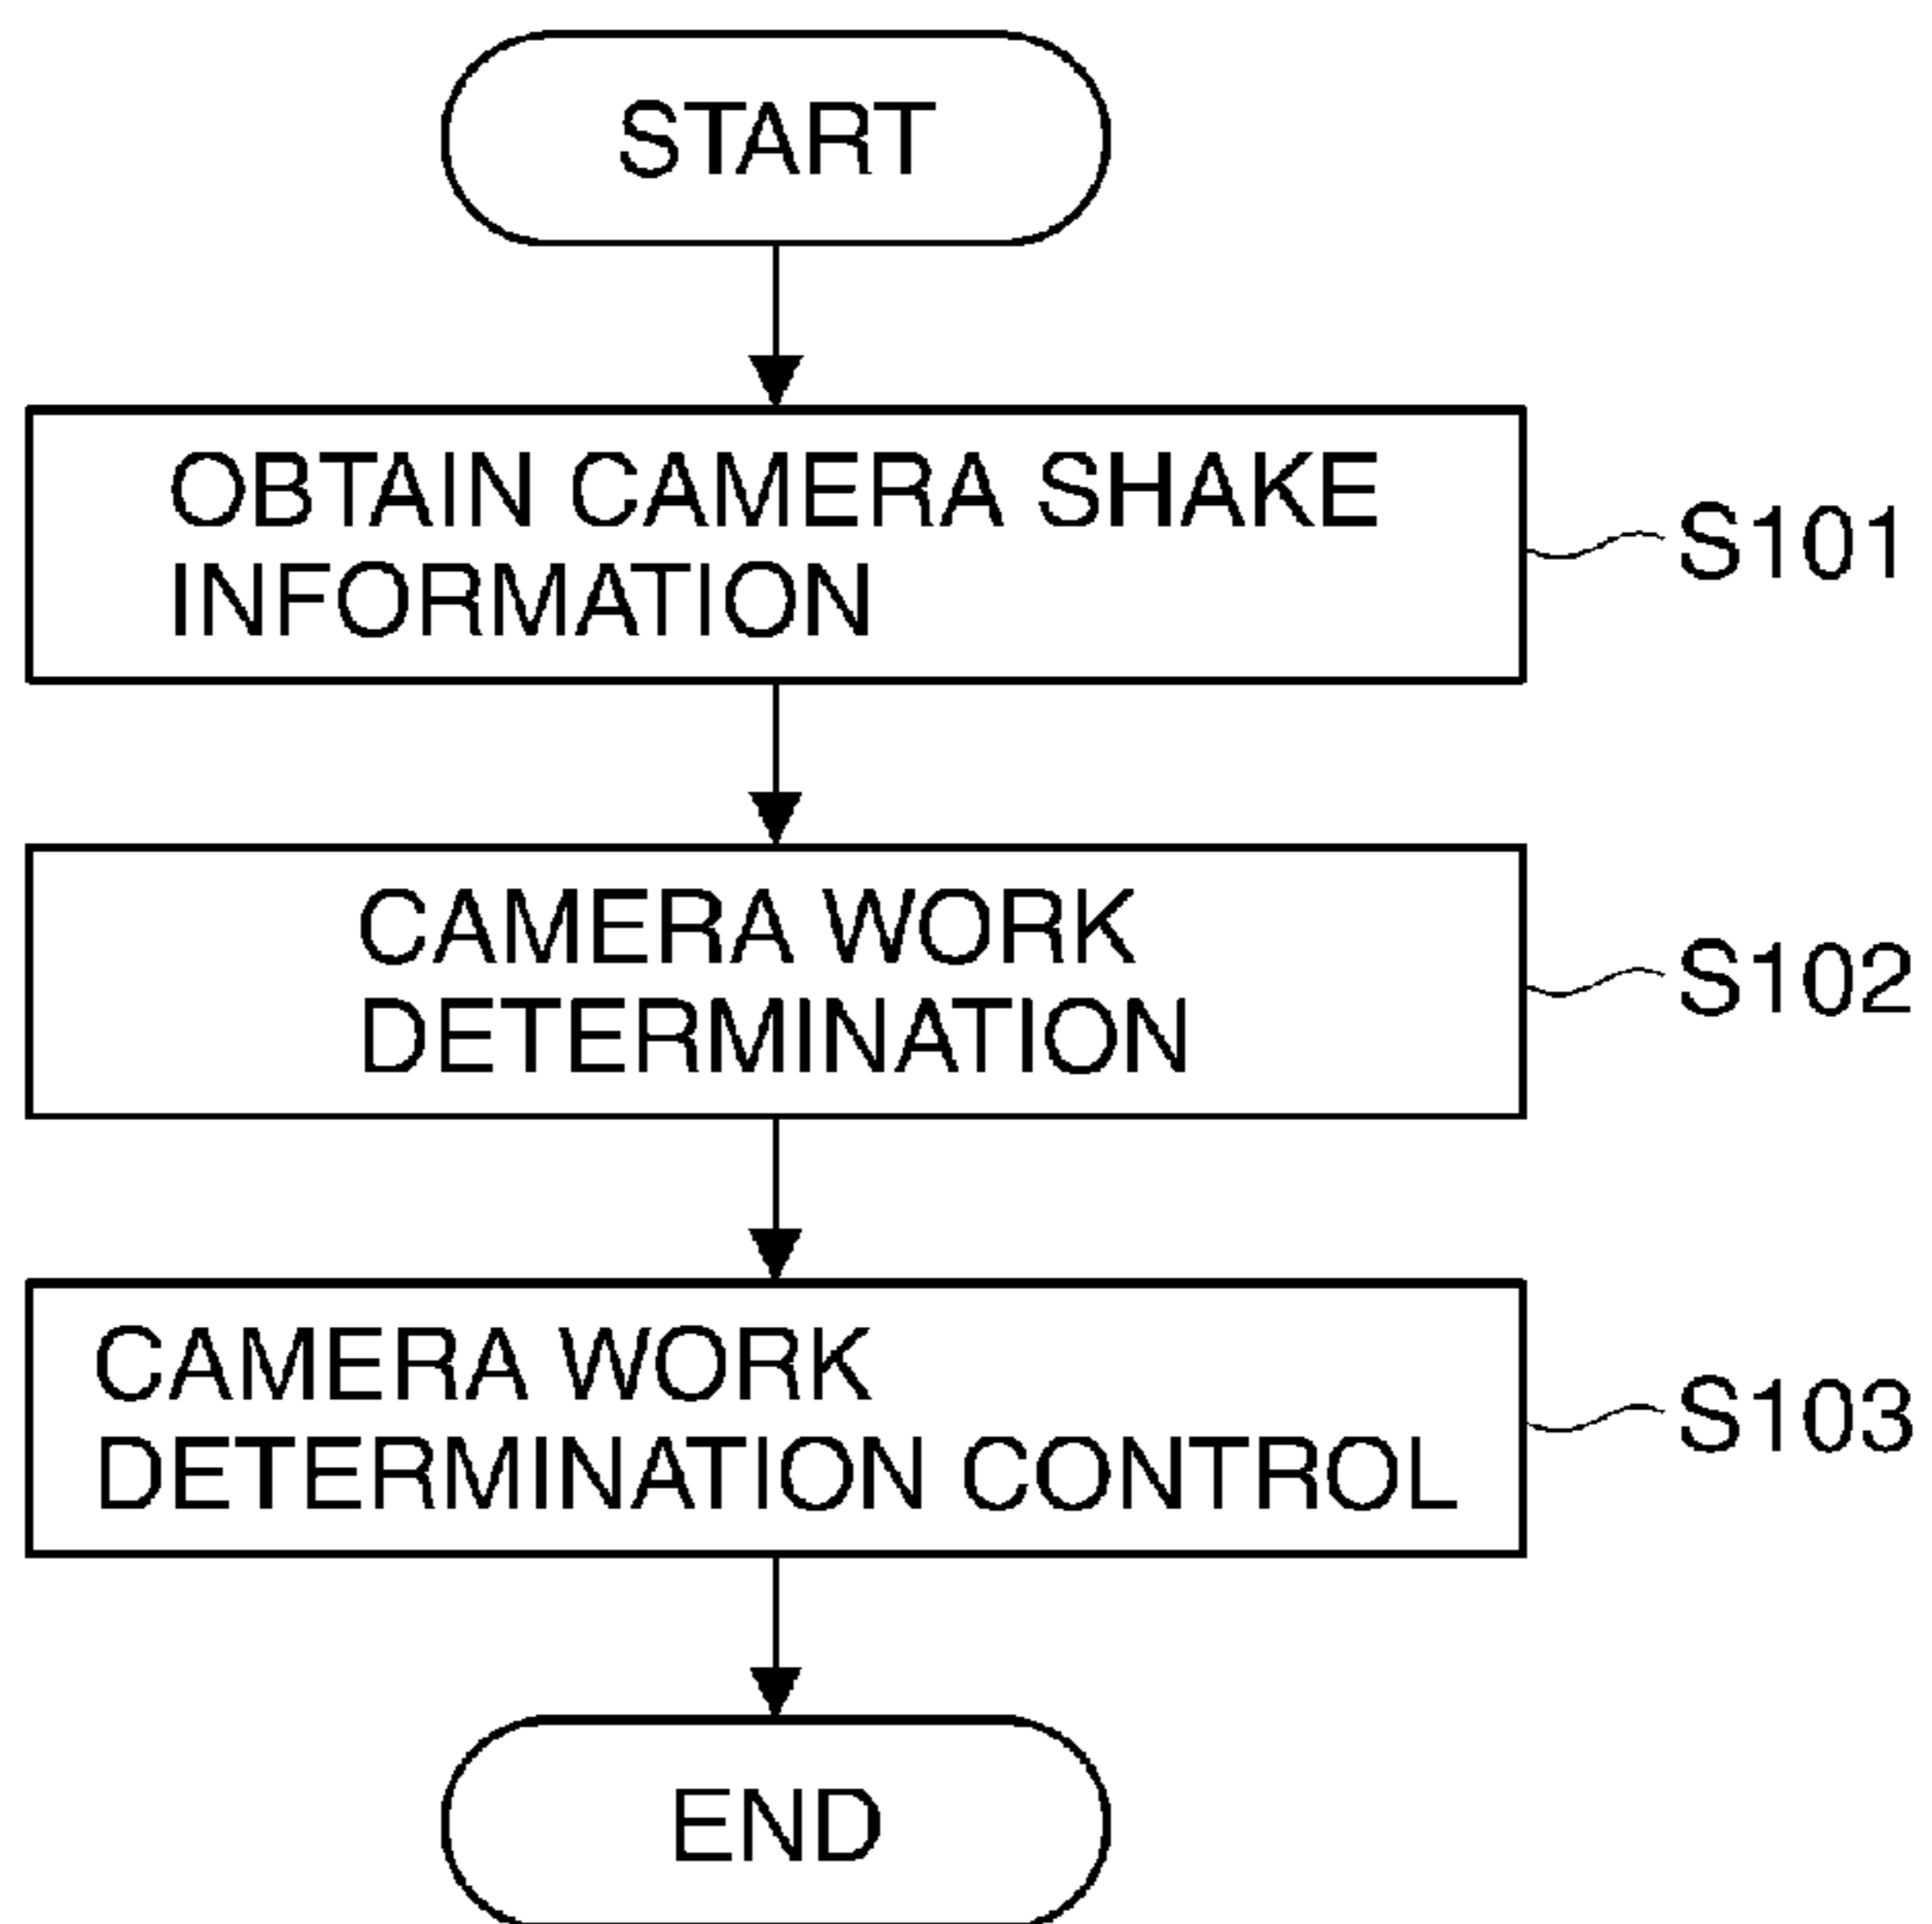 START
OBTAIN CAMERA SHAKE
INFORMATION
S101
CAMERA WORK
DETERMINATION
S102
CAMERA WORK
DETERMINATION CONTROL
S103
END